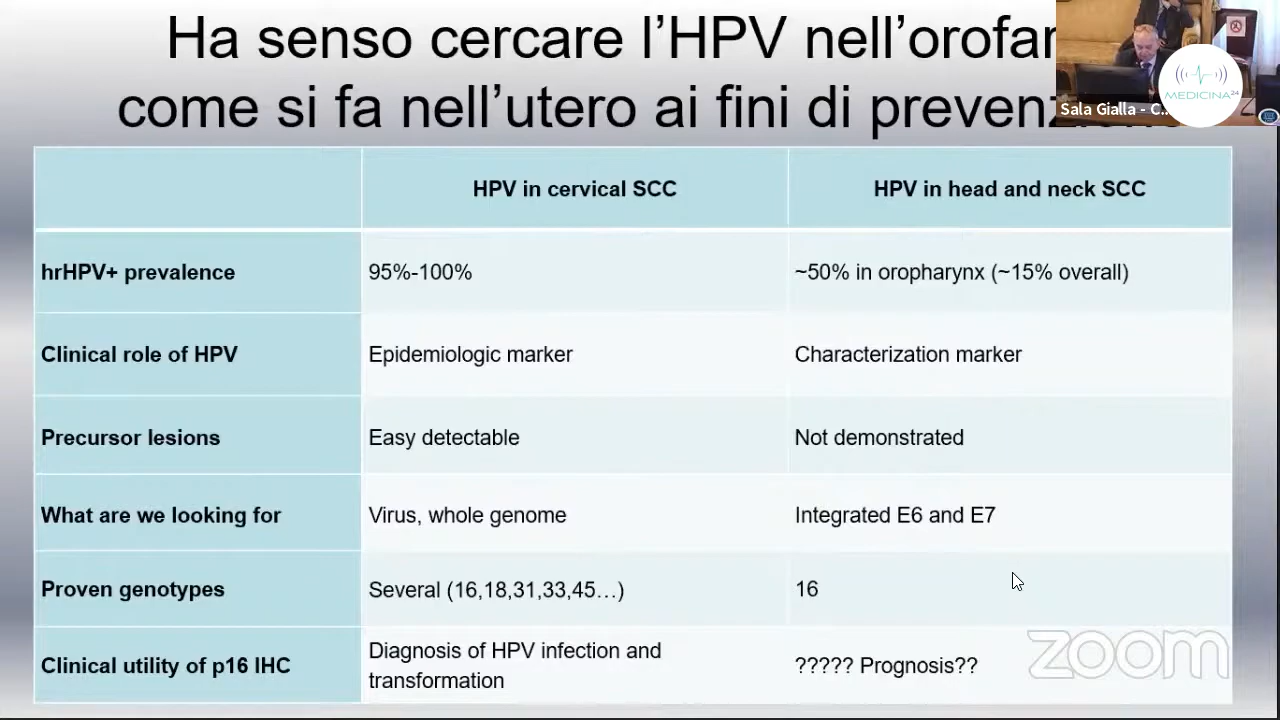 Ha senso cercare l’HPV nell’orofar
come si fa nell’utero ai fini di
MEDICINA24
Sala Gialla - C...
HPV in cervical SCC
HPV in head and neck SCC
hrHPV+ prevalence
95%-100%
~50% in oropharynx (~15% overall)
Clinical role of HPV
Epidemiologic marker
Characterization marker
Precursor lesions
Easy detectable
Not demonstrated
What are we looking for
Virus, whole genome
Integrated E6 and E7
Proven genotypes
Several (16,18,31,33,45…)
16
Clinical utility of p16 IHC
Diagnosis of HPV infection and
transformation
????? Prognosis??
zoom